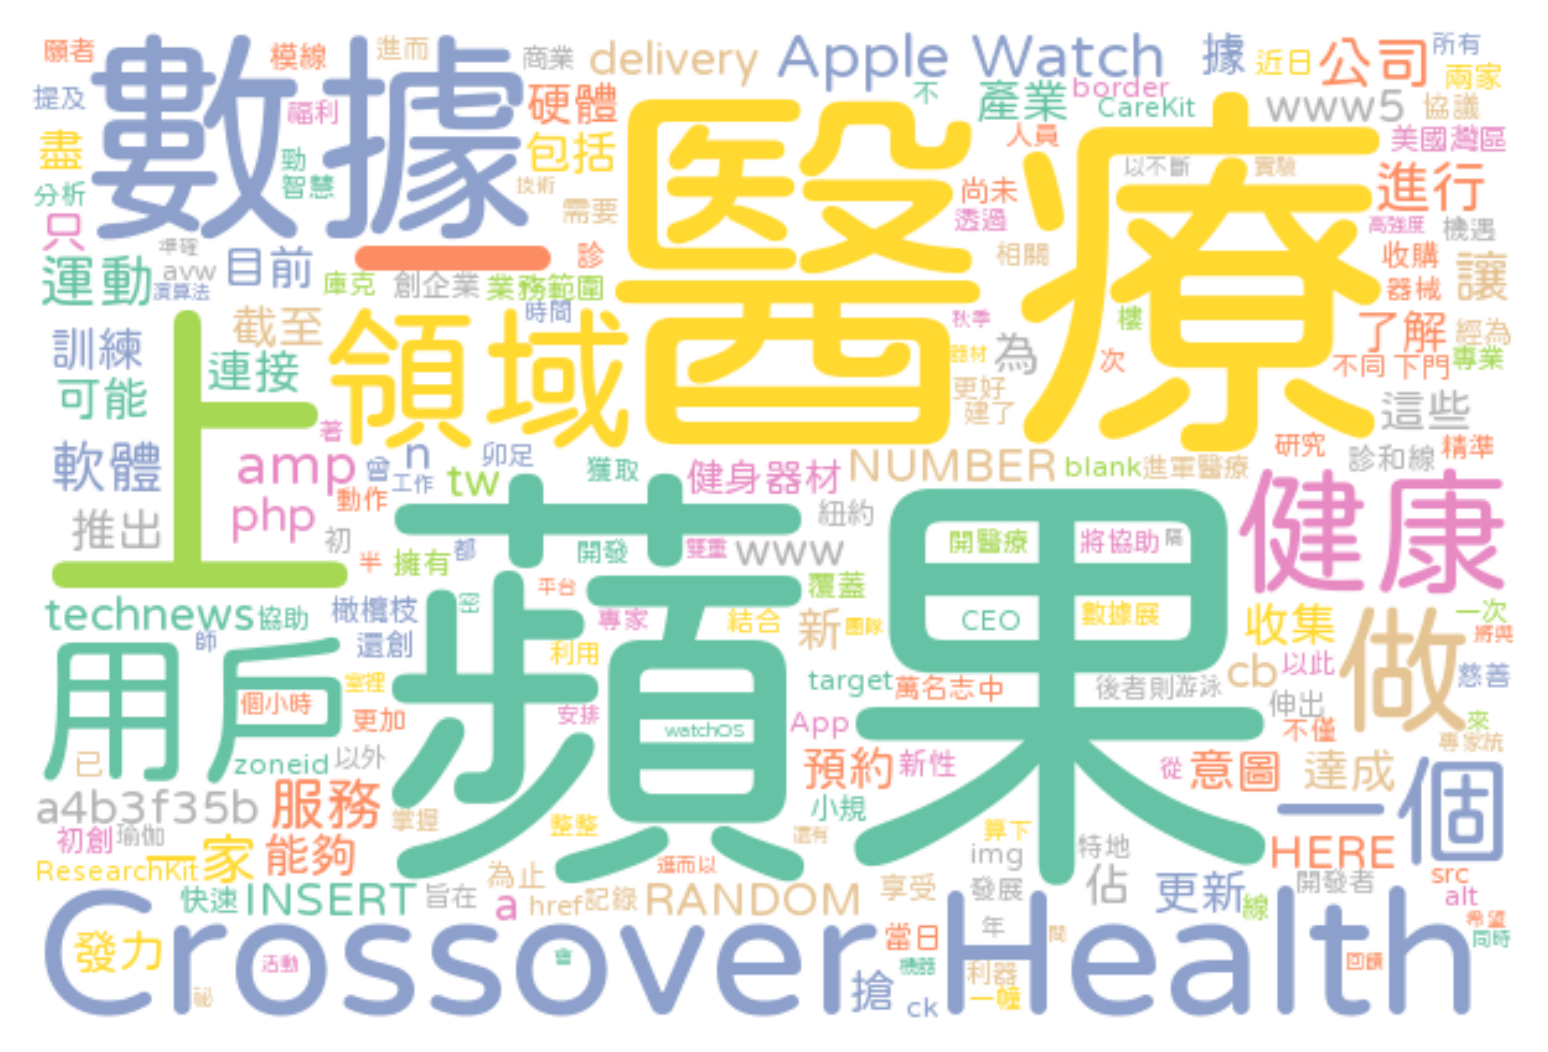 願者 數據 模線 進而 商業 delivery Apple Watch 據 近日 公司 所有
兩家
提及 福利 硬體 不 產業 border CareKit www5 協議
盡 勁 包括 醫療 人員 美國灣區
分析 智慧 技術 尚未 以不斷 實驗 進行
只 需要 透過 高強度 機遇
準確 一 診 相關 收購 讓
運動 avw 目前 庫克 創企業 業務範圍 器械
演算法 時間 秋季 樓 了解 經為
訓練 截至 領域 器材 為 次 不同 下門 專業
上 連接 更好
可能 建了 這些
著 研究 精準
軟體 amp 曾 n 卯足 獲取 健身器材 NUMBER blank 進軍醫療 診和線
工作 tw 健康
推出 php 動作 蘋果 紐約
初 半 擁有 都 開發 雙重 www 開醫療 將協助 隔
平台 覆蓋
technews 協助 橄欖枝 專家 結合 新 團隊 CEO 數據展 收集 做 一次
用戶 師 還創 利用 將與
室裡 target 萬名志中 後者則 游泳 cb 以此 慈善
個小時 更加 安排 watchOS App 伸出 不僅 來
已 zoneid 以外 預約 新性 從 意圖 達成 一個
a4b3f35b 服務 掌握 整整 小規
初創 瑜伽 一家 能夠 還有 算下 特地 HERE
ResearchKit 進而以 img
快速 INSERT 旨在 為止 a href 記錄 RANDOM 享受 發展 佔 更新 線 開發者 src
alt
Crossover Health 年 希望
發力 當日 間 同時
活動 會 機器 利器 回饋
祕 搶 ck 一幢